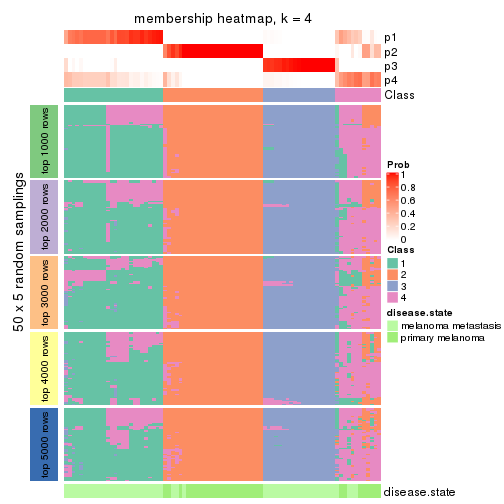 membership heatmap, k = 4
p1
p2
p3
p4
Class
50 x 5 random samplings
top 1000 rows
top 2000 rows
top 3000 rows
top 4000 rows
top 5000 rows
Prob
1
0.8
0.6
0.4
0.2
0
Class
1
2
3
4
disease.state
melanoma metastasis
primary melanoma
disease.state